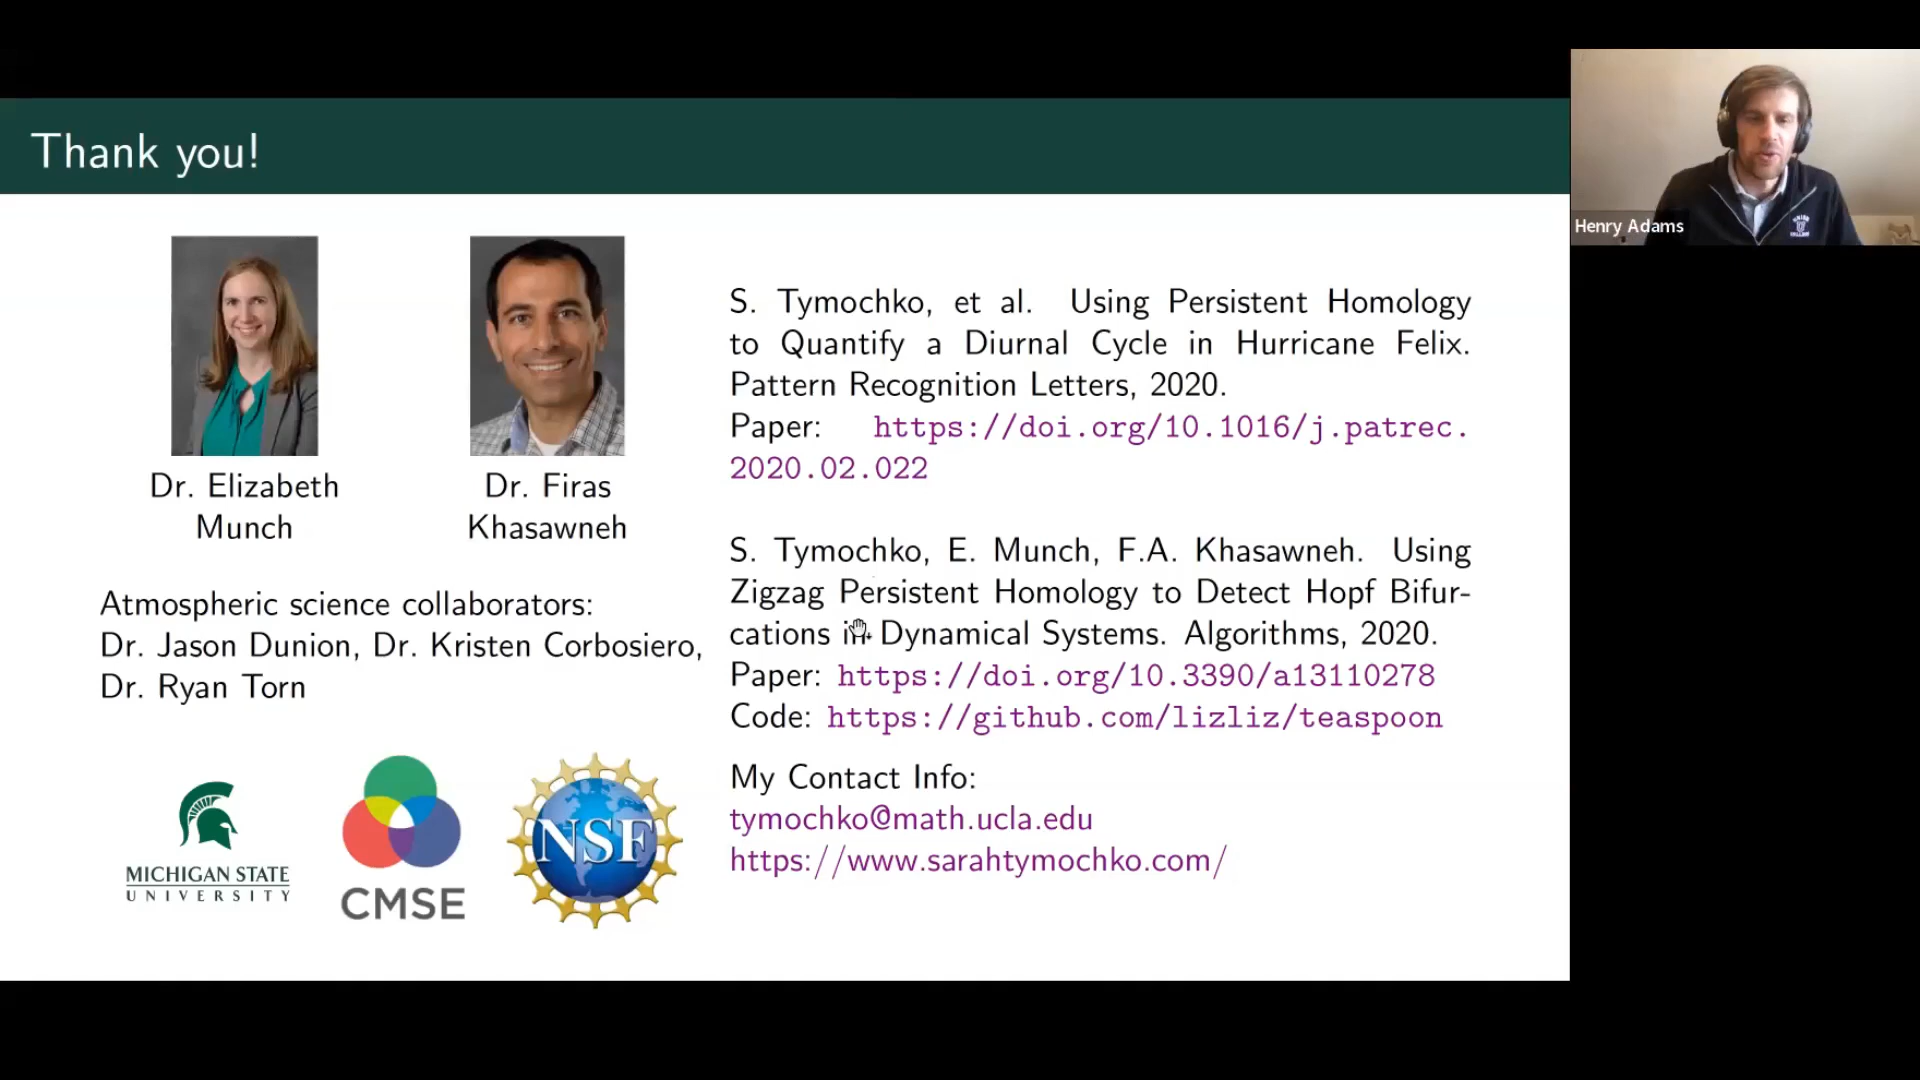 Thank you!
Henry Adams
Dr. Elizabeth
Munch
Dr. Firas
Khasawneh
Atmospheric science collaborators:
Dr. Jason Dunion, Dr. Kristen Corbosiero,
Dr. Ryan Torn
MICHIGAN STATE
UNIVERSITY
CMSE
NSF
S. Tymochko, et al. Using Persistent Homology
to Quantify a Diurnal Cycle in Hurricane Felix.
Pattern Recognition Letters, 2020.
Paper: https://doi.org/10.1016/j.patrec.
2020.02.022
S. Tymochko, E. Munch, F.A. Khasawneh. Using
Zigzag Persistent Homology to Detect Hopf Bifur-
cations in Dynamical Systems. Algorithms, 2020.
Paper: https://doi.org/10.3390/a13110278
Code: https://github.com/lizliz/teaspoon
My Contact Info:
tymochko@math.ucla.edu
https://www.sarahtymochko.com/